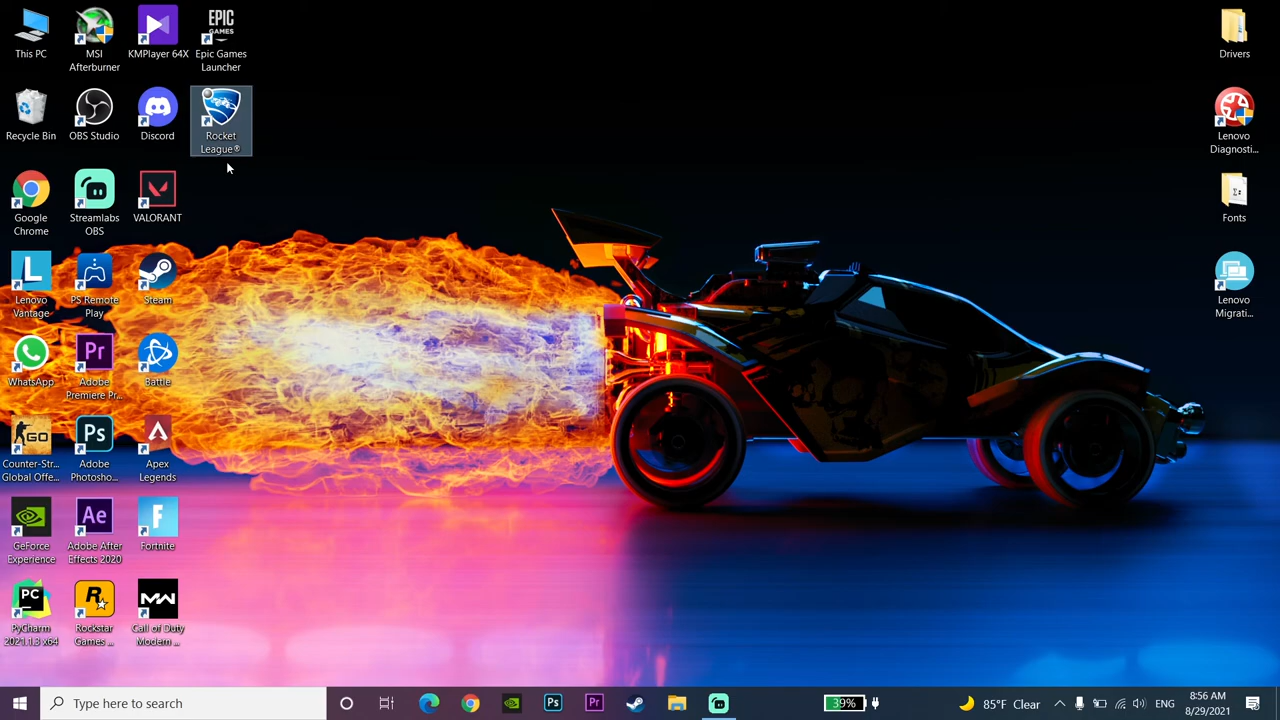 This PC
MSI
Afterburner
KMPlayer 64X
EPIC
GAMES
Epic Games
Launcher
Drivers
Recycle Bin
OBS Studio
Discord
Rocket
League®
Lenovo
Diagnosti...
Google
Chrome
Streamlabs
OBS
VALORANT
Fonts
L
Lenovo
Vantage
PS Remote
Play
Steam
Lenovo
Migrati...
WhatsApp
Pr
Adobe
Premiere Pr...
Battle
GO
Counter-Str...
Global Offe...
Ps
Adobe
Photosho...
Apex
Legends
GeForce
Experience
Ae
Adobe After
Effects 2020
F
Fortnite
PC
PyCharm
2021.1.3 x64
R
Rockstar
Games ...
MW
Call of Duty
Modern ...
Type here to search
Ps
Pr
39%
85°F Clear
ENG
8:56 AM
8/29/2021